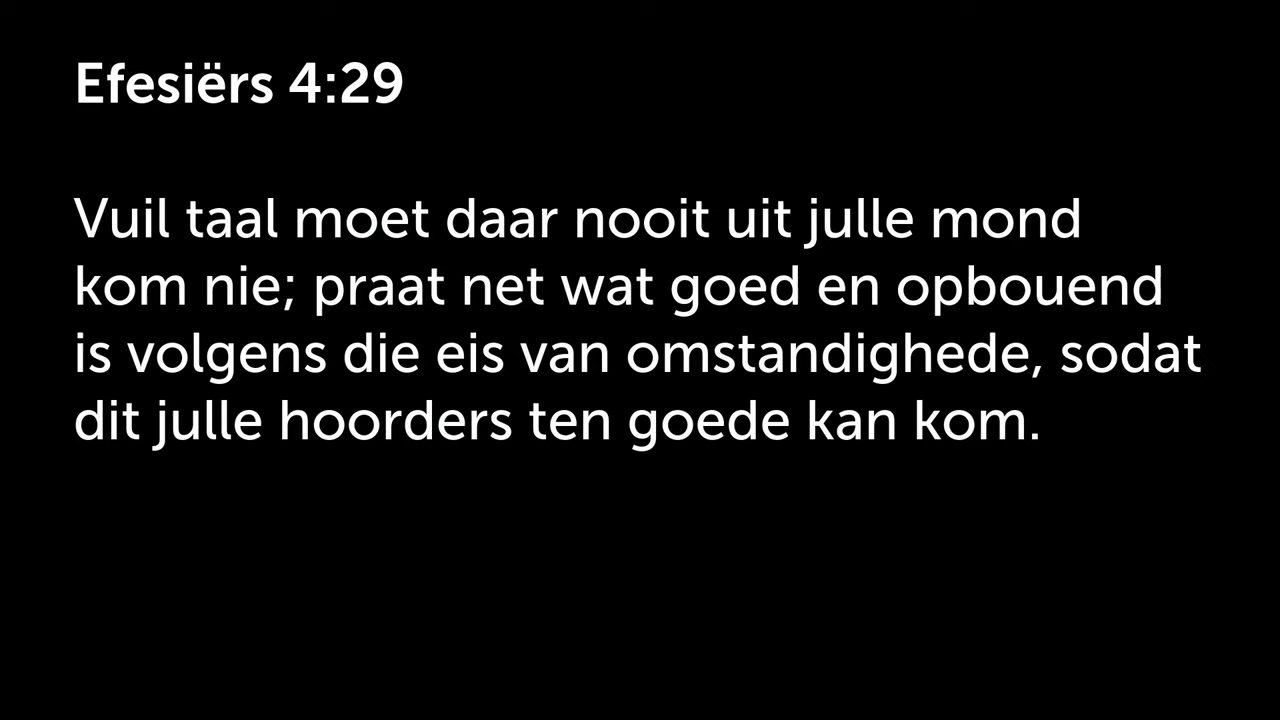 Efesiërs 4:29
Vuil taal moet daar nooit uit julle mond
kom nie; praat net wat goed en opbouend
is volgens die eis van omstandighede, sodat
dit julle hoorders ten goede kan kom.